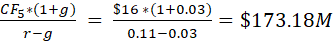 CF₅*(1+g) / r-g = $16*(1+0.03) / 0.11-0.03 = $173.18M